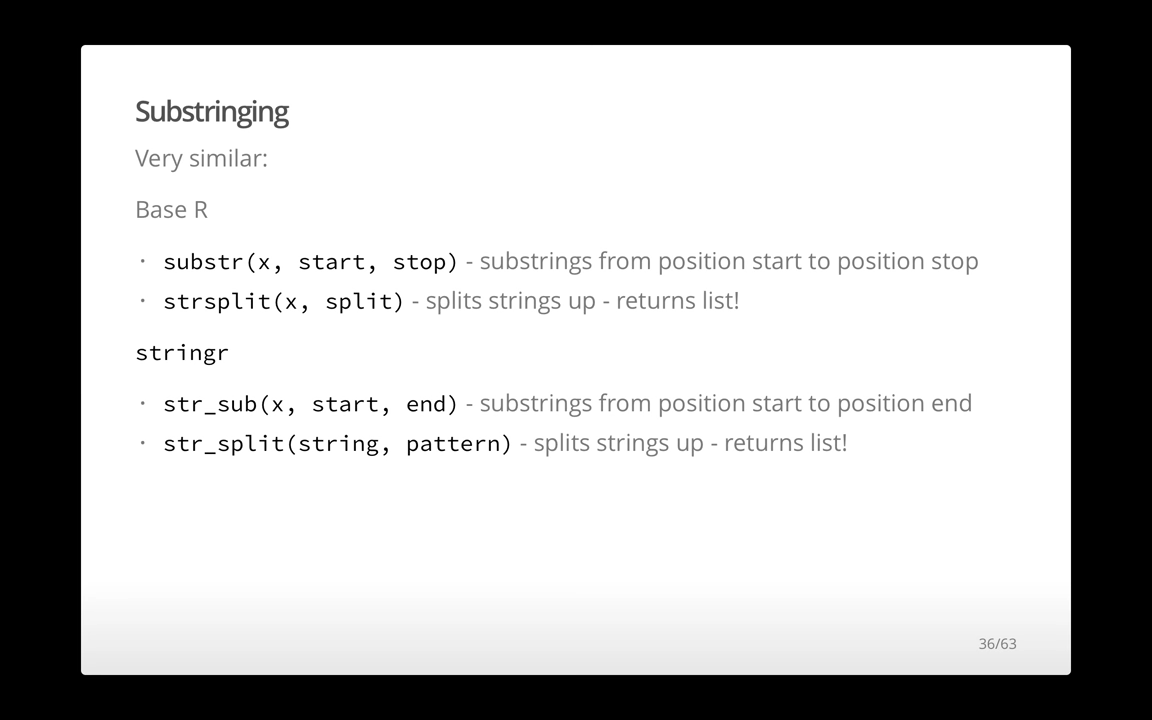 Substringing
Very similar:
Base R
· substr(x, start, stop) - substrings from position start to position stop
· strsplit(x, split) - splits strings up - returns list!
stringr
· str_sub(x, start, end) - substrings from position start to position end
· str_split(string, pattern) - splits strings up - returns list!
36/63